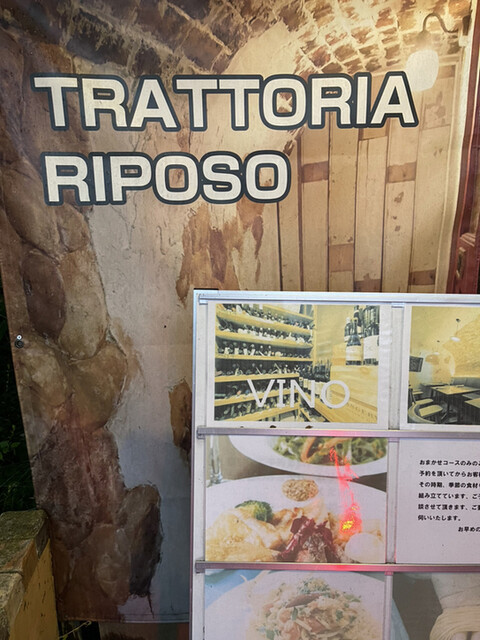 TRATTORIA
RIPOSO
VINO
おまかせコースのみの
予約を頂いてからお客
その時期、季節の食材
組み立てています。ご
話させて頂きます。ご
伺いいたします。
お早めの